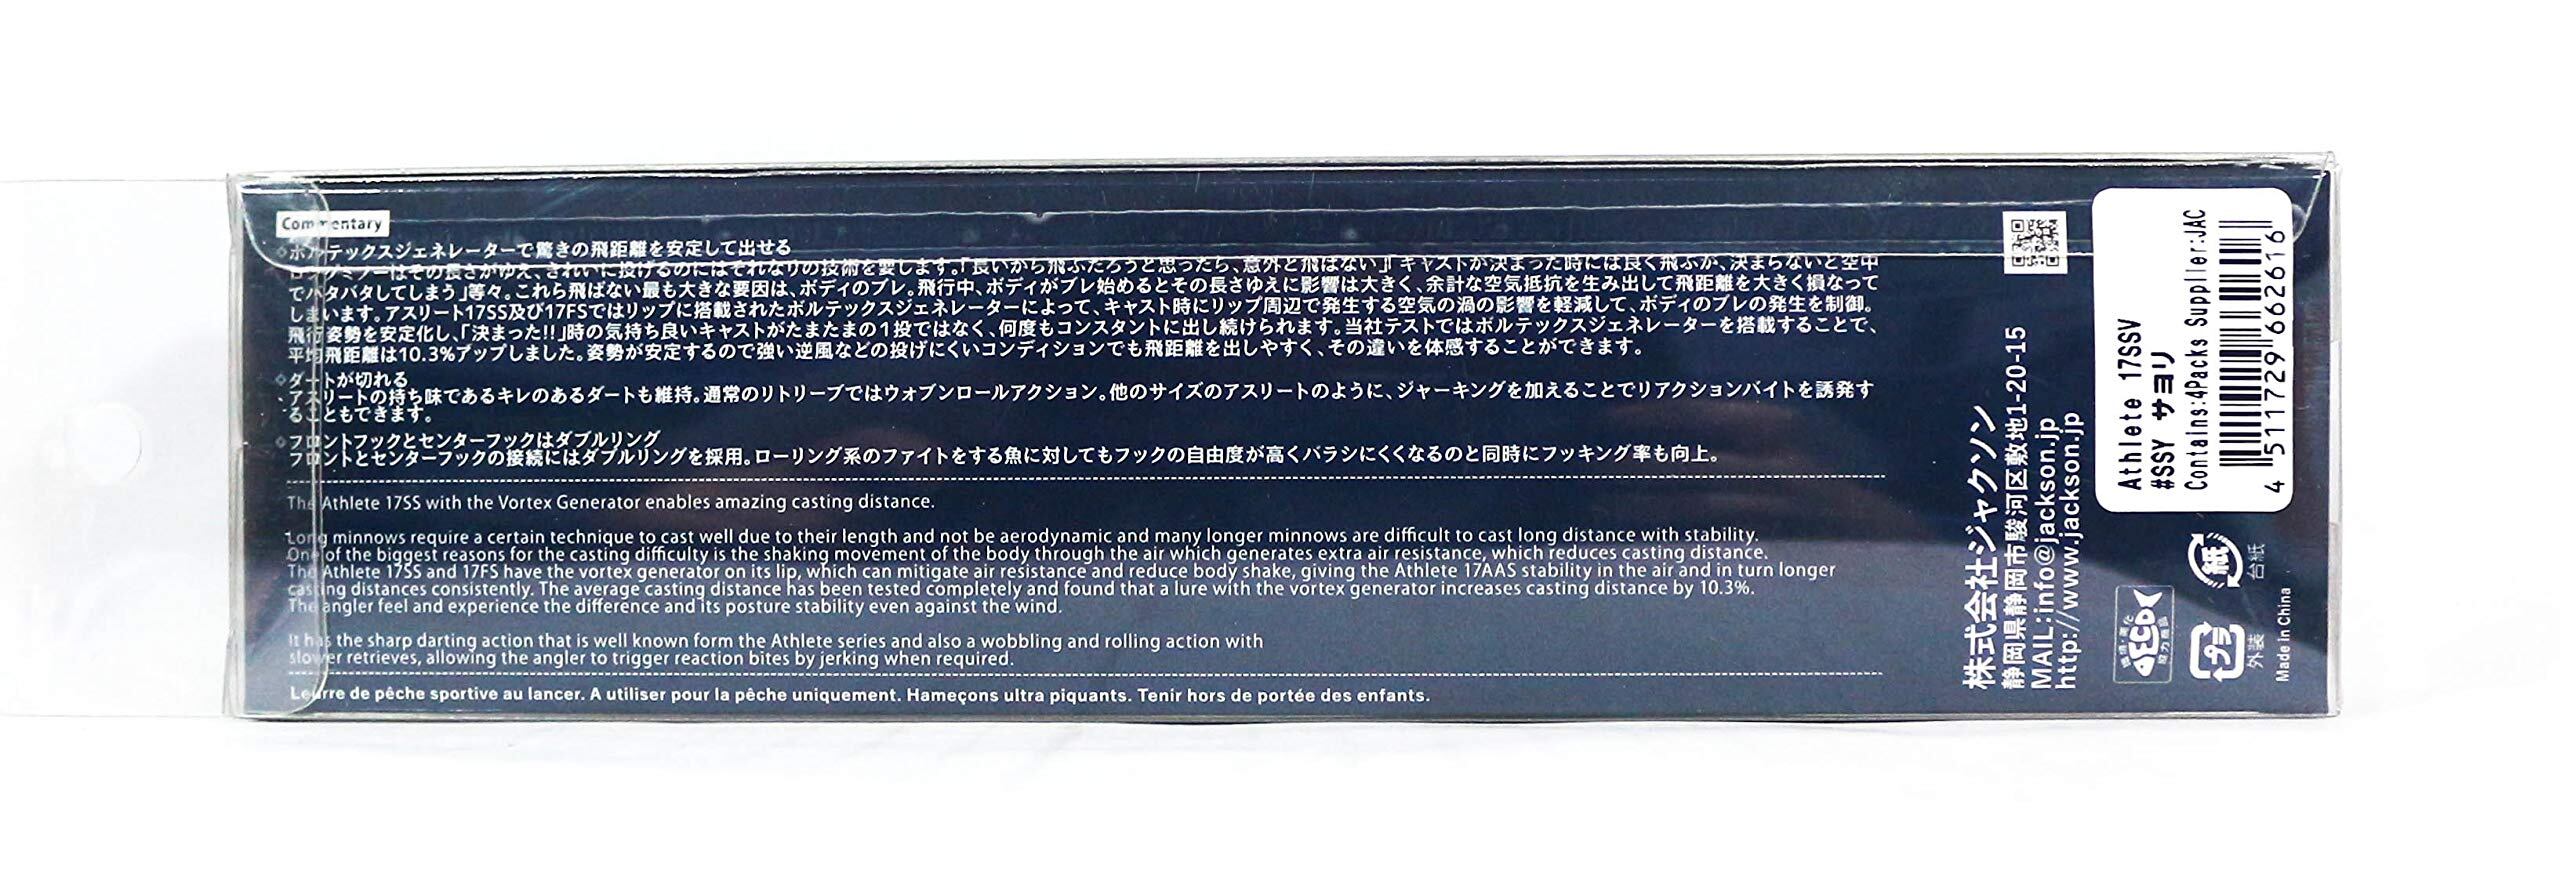 Commentary
◇ボルテックスジェネレーターで驚きの飛距離を安定して出せる
ロングミノーはその長さがゆえ、きれいに投げるのにはそれなりの技術を要します。「長いから飛ぶだろうと思ったら、意外と飛ばない」「キャストが決まった時には良く飛ぶが、決まらないと空中
でバタバタしてしまう」等々。これら飛ばない最も大きな要因は、ボディのブレ。飛行中、ボディがブレ始めるとその長さゆえに影響は大きく、余計な空気抵抗を生み出して飛距離を大きく損なって
しまいます。アスリート17SS及び17FSではリップに搭載されたボルテックスジェネレーターによって、キャスト時にリップ周辺で発生する空気の渦の影響を軽減して、ボディのブレの発生を制御。
飛行姿勢を安定化し、「決まった!!」時の気持ち良いキャストがたまたまの1投ではなく、何度もコンスタントに出し続けられます。当社テストではボルテックスジェネレーターを搭載することで、
平均飛距離は10.3%アップしました。姿勢が安定するので強い逆風などの投げにくいコンディションでも飛距離を出しやすく、その違いを体感することができます。
◇ダートが切れる
アスリートの持ち味であるキレのあるダートも維持。通常のリトリーブではウォブンロールアクション。他のサイズのアスリートのように、ジャーキングを加えることでリアクションバイトを誘発す
ることもできます。
◇フロントフックとセンターフックはダブルリング
フロントとセンターフックの接続にはダブルリングを採用。ローリング系のファイトをする魚に対してもフックの自由度が高くバラシにくくなるのと同時にフッキング率も向上。
The Athlete 17SS with the Vortex Generator enables amazing casting distance.
Long minnows require a certain technique to cast well due to their length and not be aerodynamic and many longer minnows are difficult to cast long distance with stability.
One of the biggest reasons for the casting difficulty is the shaking movement of the body through the air which generates extra air resistance, which reduces casting distance.
The Athlete 17SS and 17FS have the vortex generator on its lip, which can mitigate air resistance and reduce body shake, giving the Athlete 17AAS stability in the air and in turn longer
casting distances consistently. The average casting distance has been tested completely and found that a lure with the vortex generator increases casting distance by 10.3%.
The angler feel and experience the difference and its posture stability even against the wind.
It has the sharp darting action that is well known form the Athlete series and also a wobbling and rolling action with
slower retrieves, allowing the angler to trigger reaction bites by jerking when required.
Leurre de pêche sportive au lancer. A utiliser pour la pêche uniquement. Hameçons ultra piquants. Tenir hors de portée des enfants.
株式会社ジャクソン
静岡県静岡市駿河区敷地1-20-15
MAIL:info@jackson.jp
http://www.jackson.jp
Athlete 17SSV
#SSY サヨリ
Contains:4Packs Supplier:JAC
4 511729 662616
紙
台紙
プラ
外装
ECO
Made in China